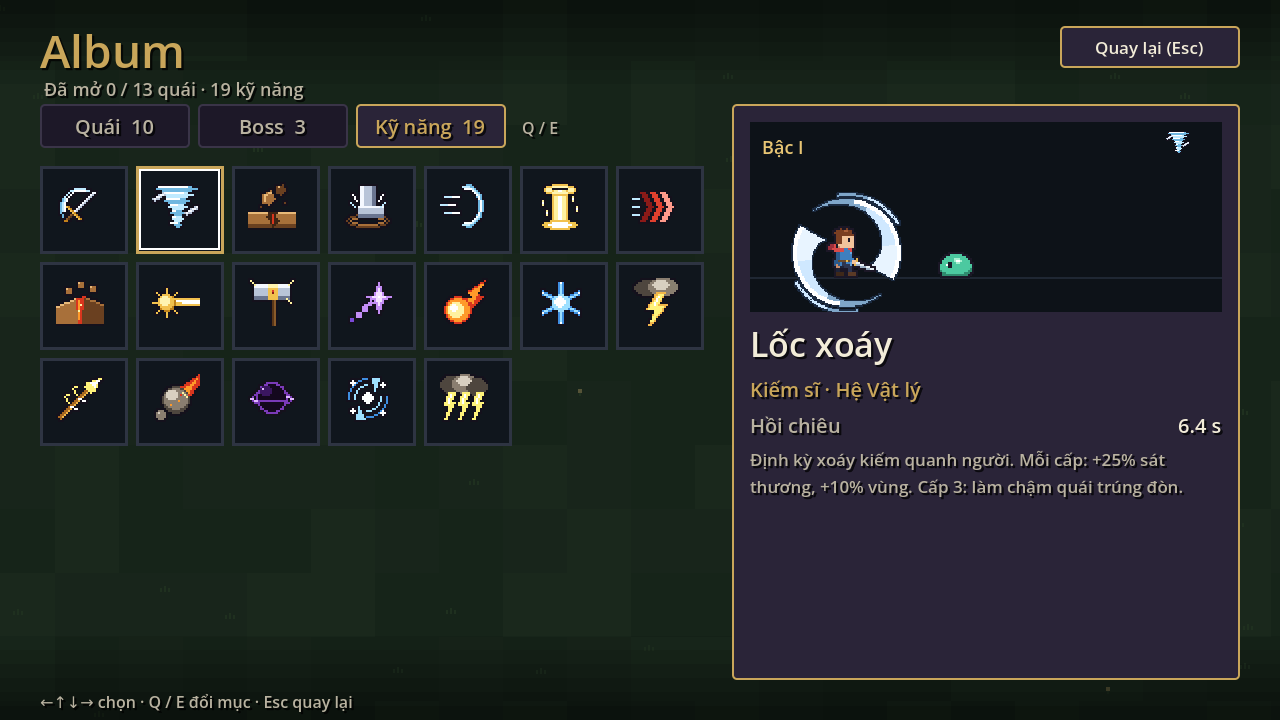 Album
Quay lại (Esc)
Đã mở 0 / 13 quái · 19 kỹ năng
Quái 10
Boss 3
Kỹ năng 19
Q / E
Bậc I
Lốc xoáy
Kiếm sĩ · Hệ Vật lý
Hồi chiêu 6.4 s
Định kỳ xoáy kiếm quanh người. Mỗi cấp: +25% sát
thương, +10% vùng. Cấp 3: làm chậm quái trúng đòn.
←↑↓→ chọn · Q / E đổi mục · Esc quay lại